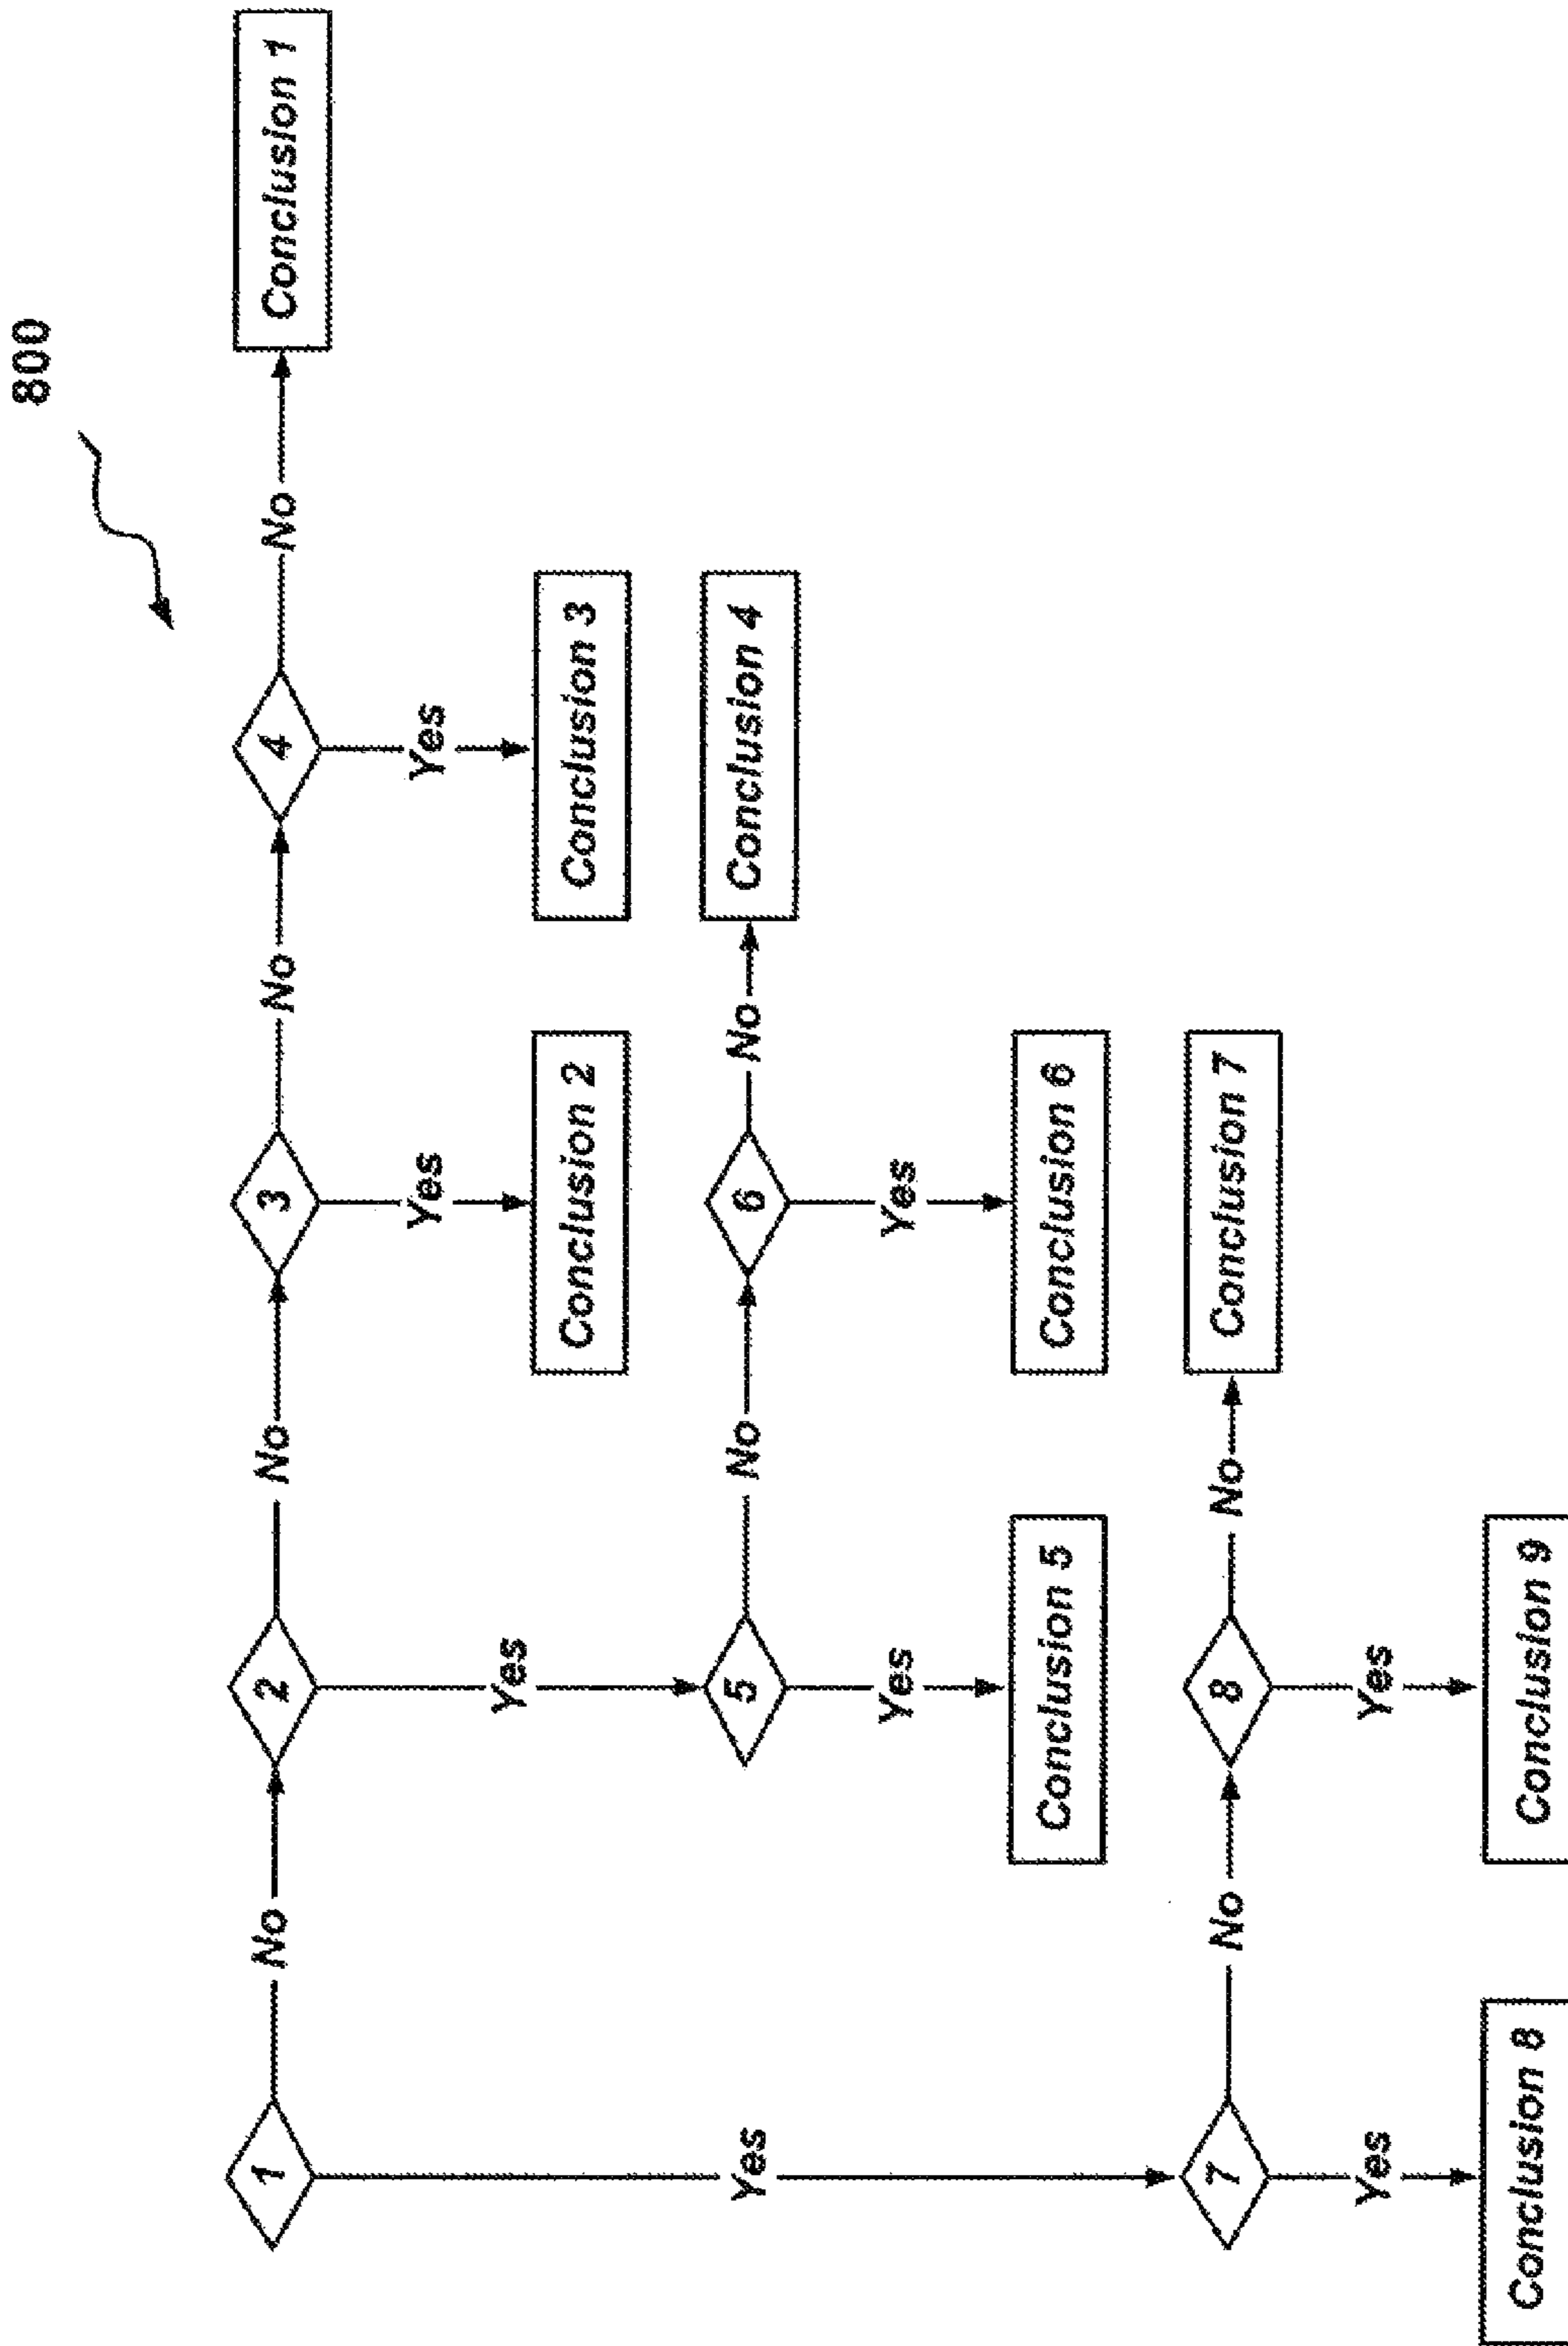 800
1 No 2 No 3 No 4 No Conclusion 1
Yes Yes
Yes
Conclusion 2 Conclusion 3
Yes 5 No 6 No Conclusion 4
Yes Yes
Conclusion 5 Conclusion 6
7 No 8 No Conclusion 7
Yes Yes
Conclusion 8 Conclusion 9